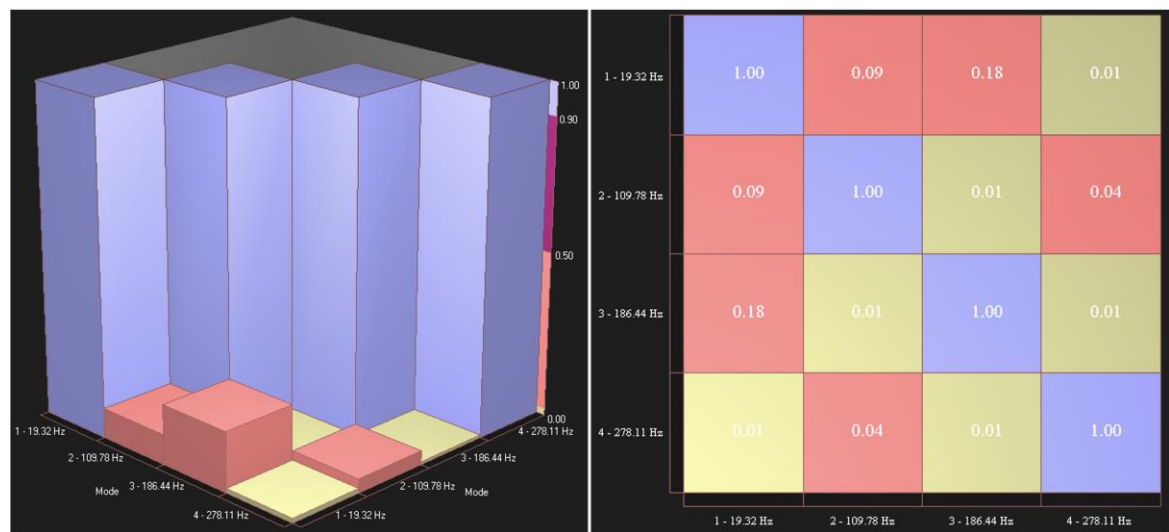 1.00
0.90
0.50
0.00
1 - 19.32 Hz
2 - 109.78 Hz
3 - 186.44 Hz
4 - 278.11 Hz
Mode
4 - 278.11 Hz
3 - 186.44 Hz
2 - 109.78 Hz
1 - 19.32 Hz
Mode
1 - 19.32 Hz 1.00 0.09 0.18 0.01
2 - 109.78 Hz 0.09 1.00 0.01 0.04
3 - 186.44 Hz 0.18 0.01 1.00 0.01
4 - 278.11 Hz 0.01 0.04 0.01 1.00
1 - 19.32 Hz 2 - 109.78 Hz 3 - 186.44 Hz 4 - 278.11 Hz